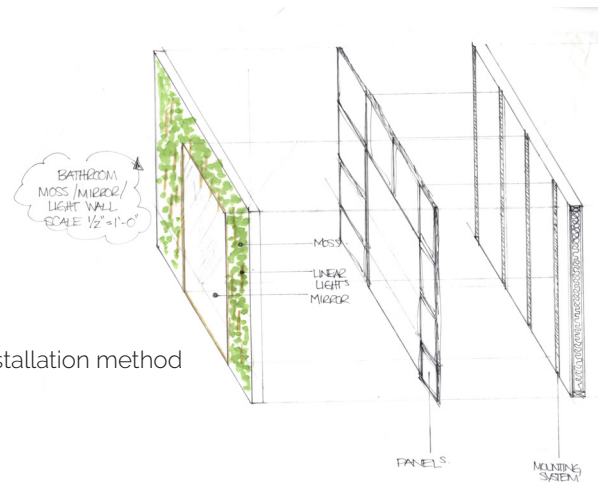 BATHROOM
MOSS/MIRROR/
LIGHT WALL
SCALE 1/2"=1'-0"
MOSS
LINEAR
LIGHTS
MIRROR
stallation method
PANELS
MOUNTING
SYSTEM